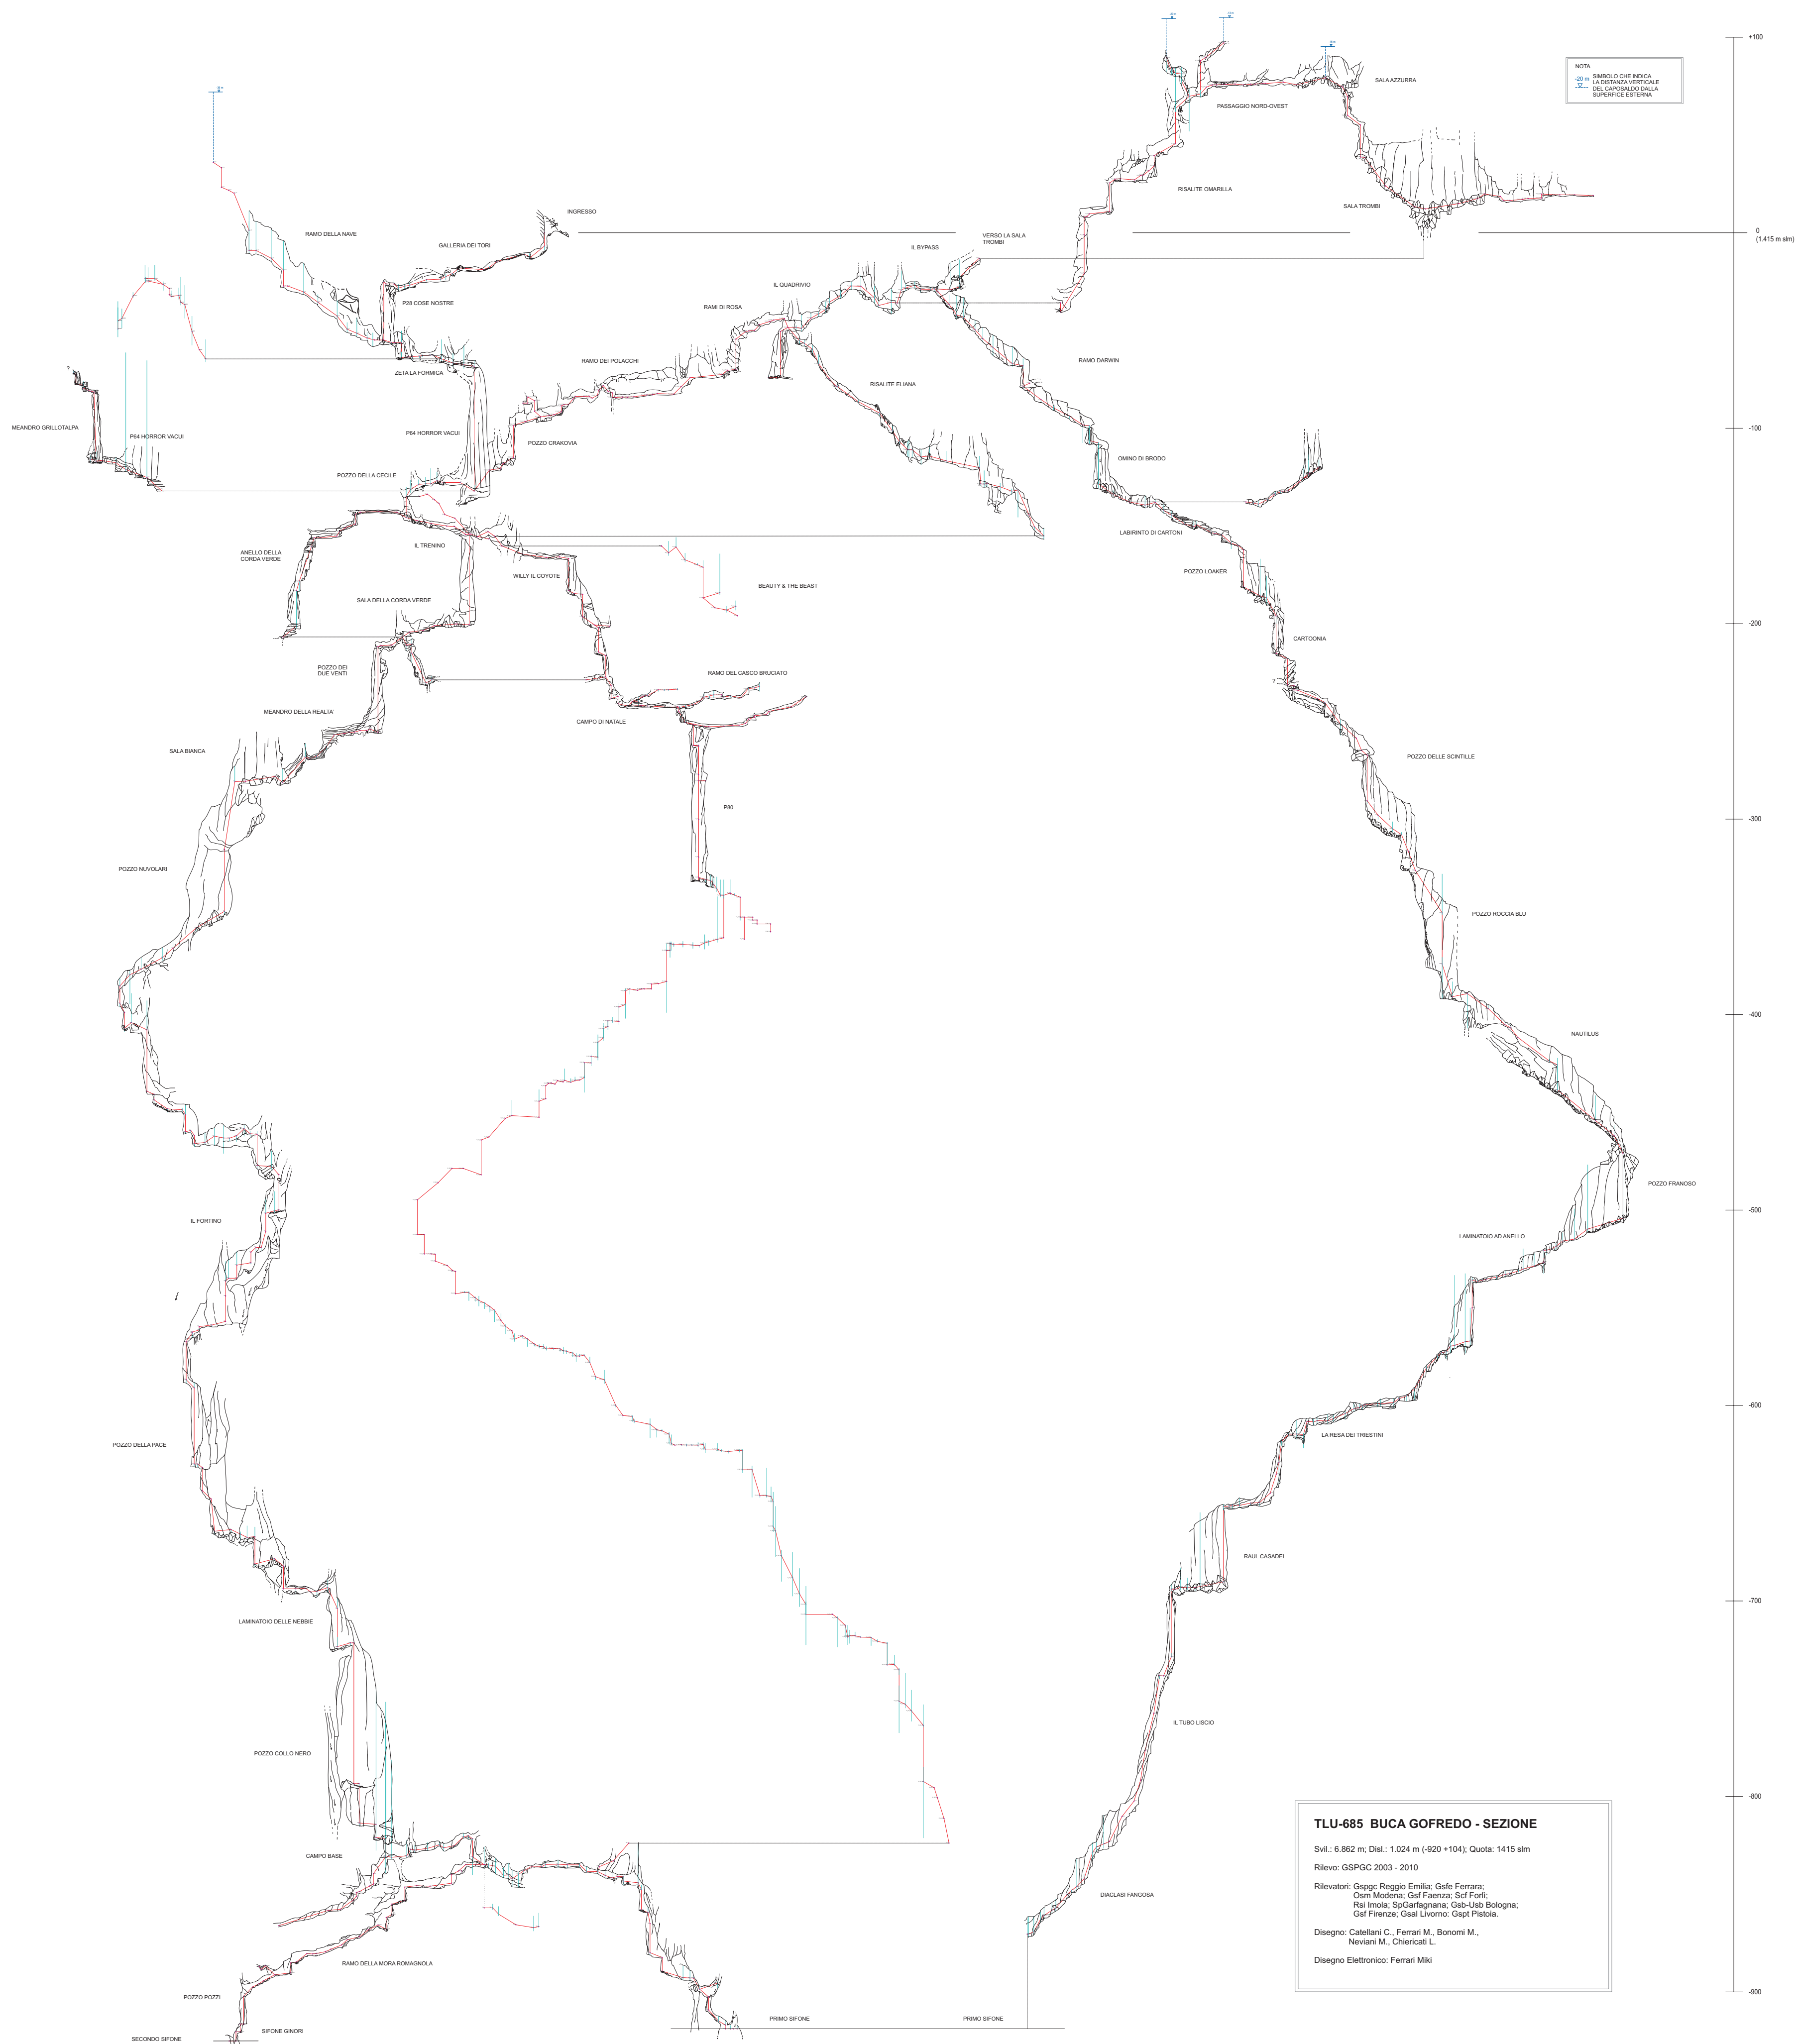 +100
NOTA
-20 m SIMBOLO CHE INDICA
LA DISTANZA VERTICALE
DEL CAPOSALDO DALLA
SUPERFICE ESTERNA
SALA AZZURRA
PASSAGGIO NORD-OVEST
RISALITE OMARILLA
SALA TROMBI
INGRESSO
RAMO DELLA NAVE
GALLERIA DEI TORI
VERSO LA SALA
TROMBI
IL BYPASS
0
(1.415 m slm)
IL QUADRIVIO
P28 COSE NOSTRE
RAMI DI ROSA
RAMO DEI POLACCHI
RAMO DARWIN
?
ZETA LA FORMICA
RISALITE ELIANA
MEANDRO GRILLOTALPA
P64 HORROR VACUI
P64 HORROR VACUI
POZZO CRAKOVIA
-100
OMINO DI BRODO
POZZO DELLA CECILE
LABIRINTO DI CARTONI
IL TRENINO
ANELLO DELLA
CORDA VERDE
WILLY IL COYOTE
BEAUTY & THE BEAST
POZZO LOAKER
SALA DELLA CORDA VERDE
-200
CARTOONIA
POZZO DEI
DUE VENTI
RAMO DEL CASCO BRUCIATO
?
MEANDRO DELLA REALTA'
CAMPO DI NATALE
SALA BIANCA
POZZO DELLE SCINTILLE
P80
-300
POZZO NUVOLARI
POZZO ROCCIA BLU
-400
NAUTILUS
POZZO FRANOSO
-500
IL FORTINO
LAMINATOIO AD ANELLO
-600
LA RESA DEI TRIESTINI
POZZO DELLA PACE
RAUL CASADEI
-700
LAMINATOIO DELLE NEBBIE
IL TUBO LISCIO
POZZO COLLO NERO
-800
TLU-685 BUCA GOFREDO - SEZIONE
Svil.: 6.862 m; Disl.: 1.024 m (-920 +104); Quota: 1415 slm
Rilevo: GSPGC 2003 - 2010
Rilevatori: Gspgc Reggio Emilia; Gsfe Ferrara;
Osm Modena; Gsf Faenza; Scf Forlì;
Rsi Imola; SpGarfagnana; Gsb-Usb Bologna;
Gsf Firenze; Gsal Livorno: Gspt Pistoia.
Disegno: Catellani C., Ferrari M., Bonomi M.,
Neviani M., Chiericati L.
Disegno Elettronico: Ferrari Miki
CAMPO BASE
DIACLASI FANGOSA
RAMO DELLA MORA ROMAGNOLA
-900
POZZO POZZI
PRIMO SIFONE
PRIMO SIFONE
SIFONE GINORI
SECONDO SIFONE